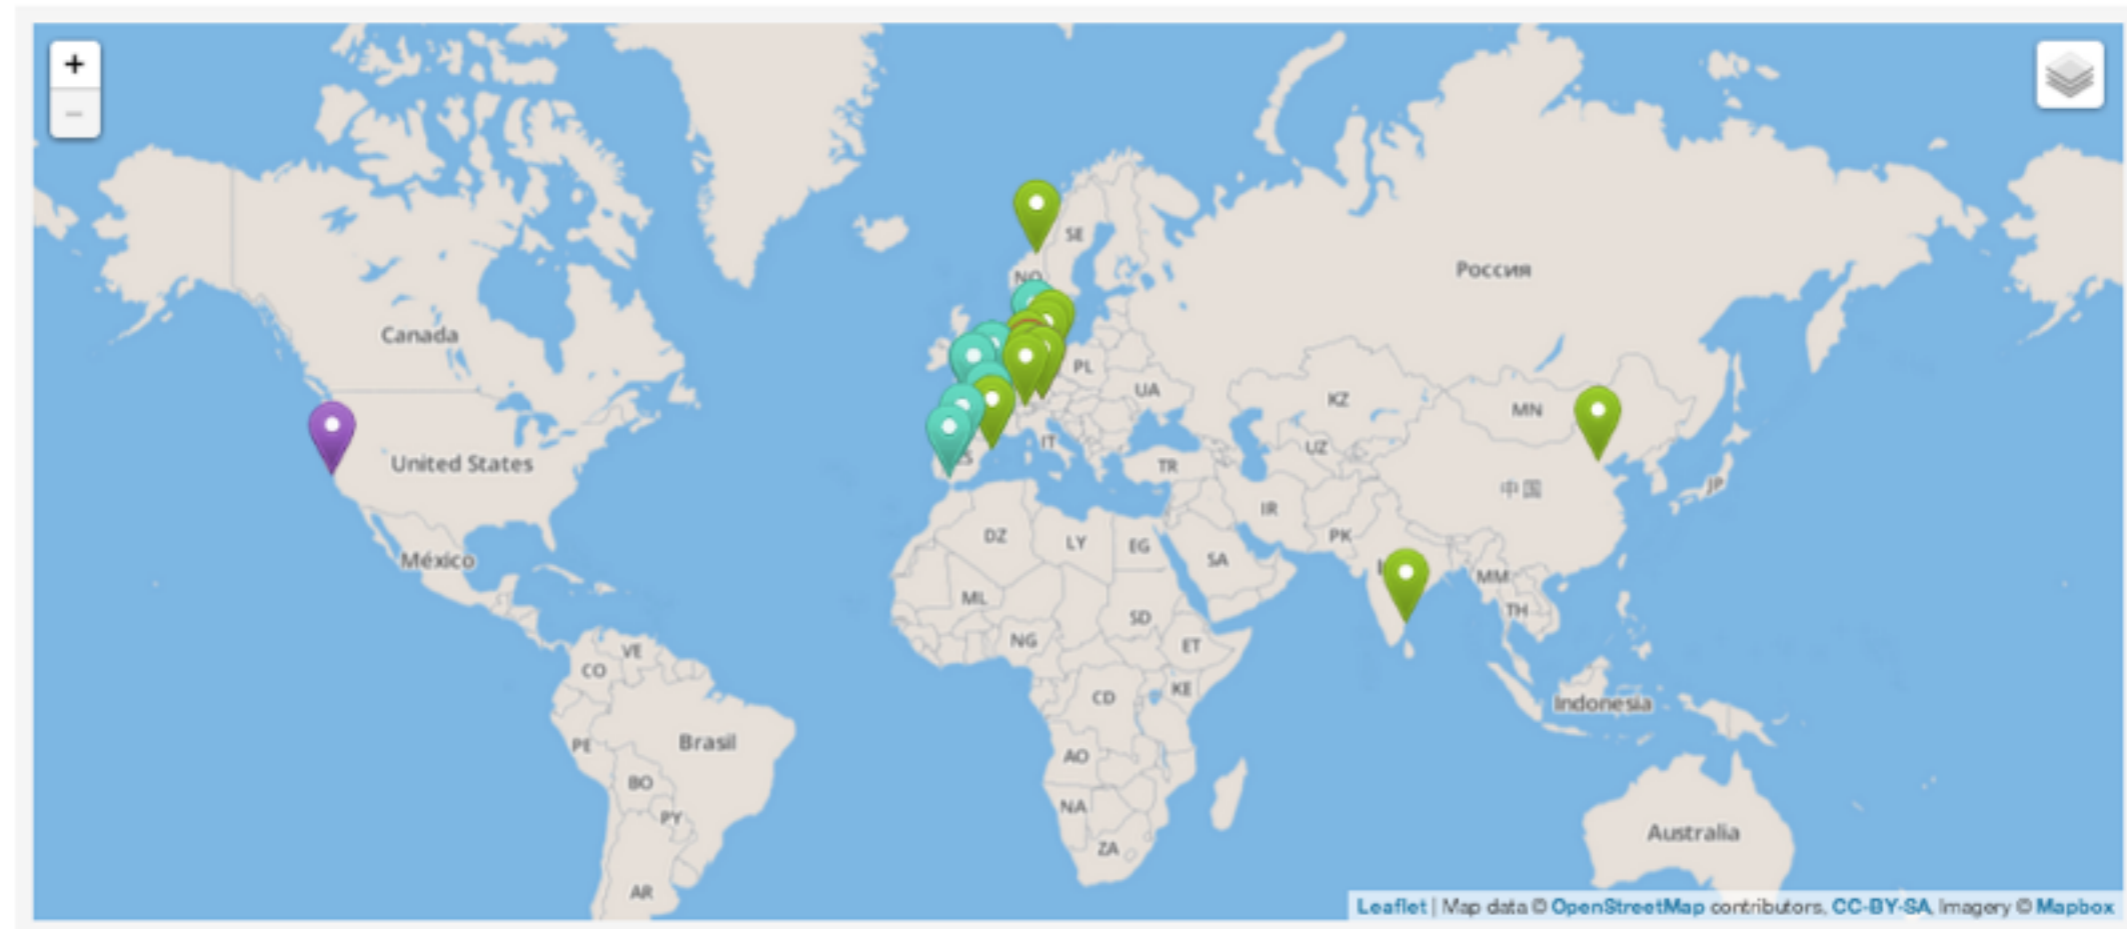 +
−
SE
NO
Россия
Canada
PL
UA
KZ
MN
United States
IT
UZ
TR
中国
JP
IR
DZ
LY
EG
PK
SA
México
MM
ML
TH
SD
NG
ET
VE
CO
KE
CD
Indonesia
PE
Brasil
AO
BO
NA
PY
Australia
ZA
AR
Leaflet | Map data © OpenStreetMap contributors, CC-BY-SA, Imagery © Mapbox